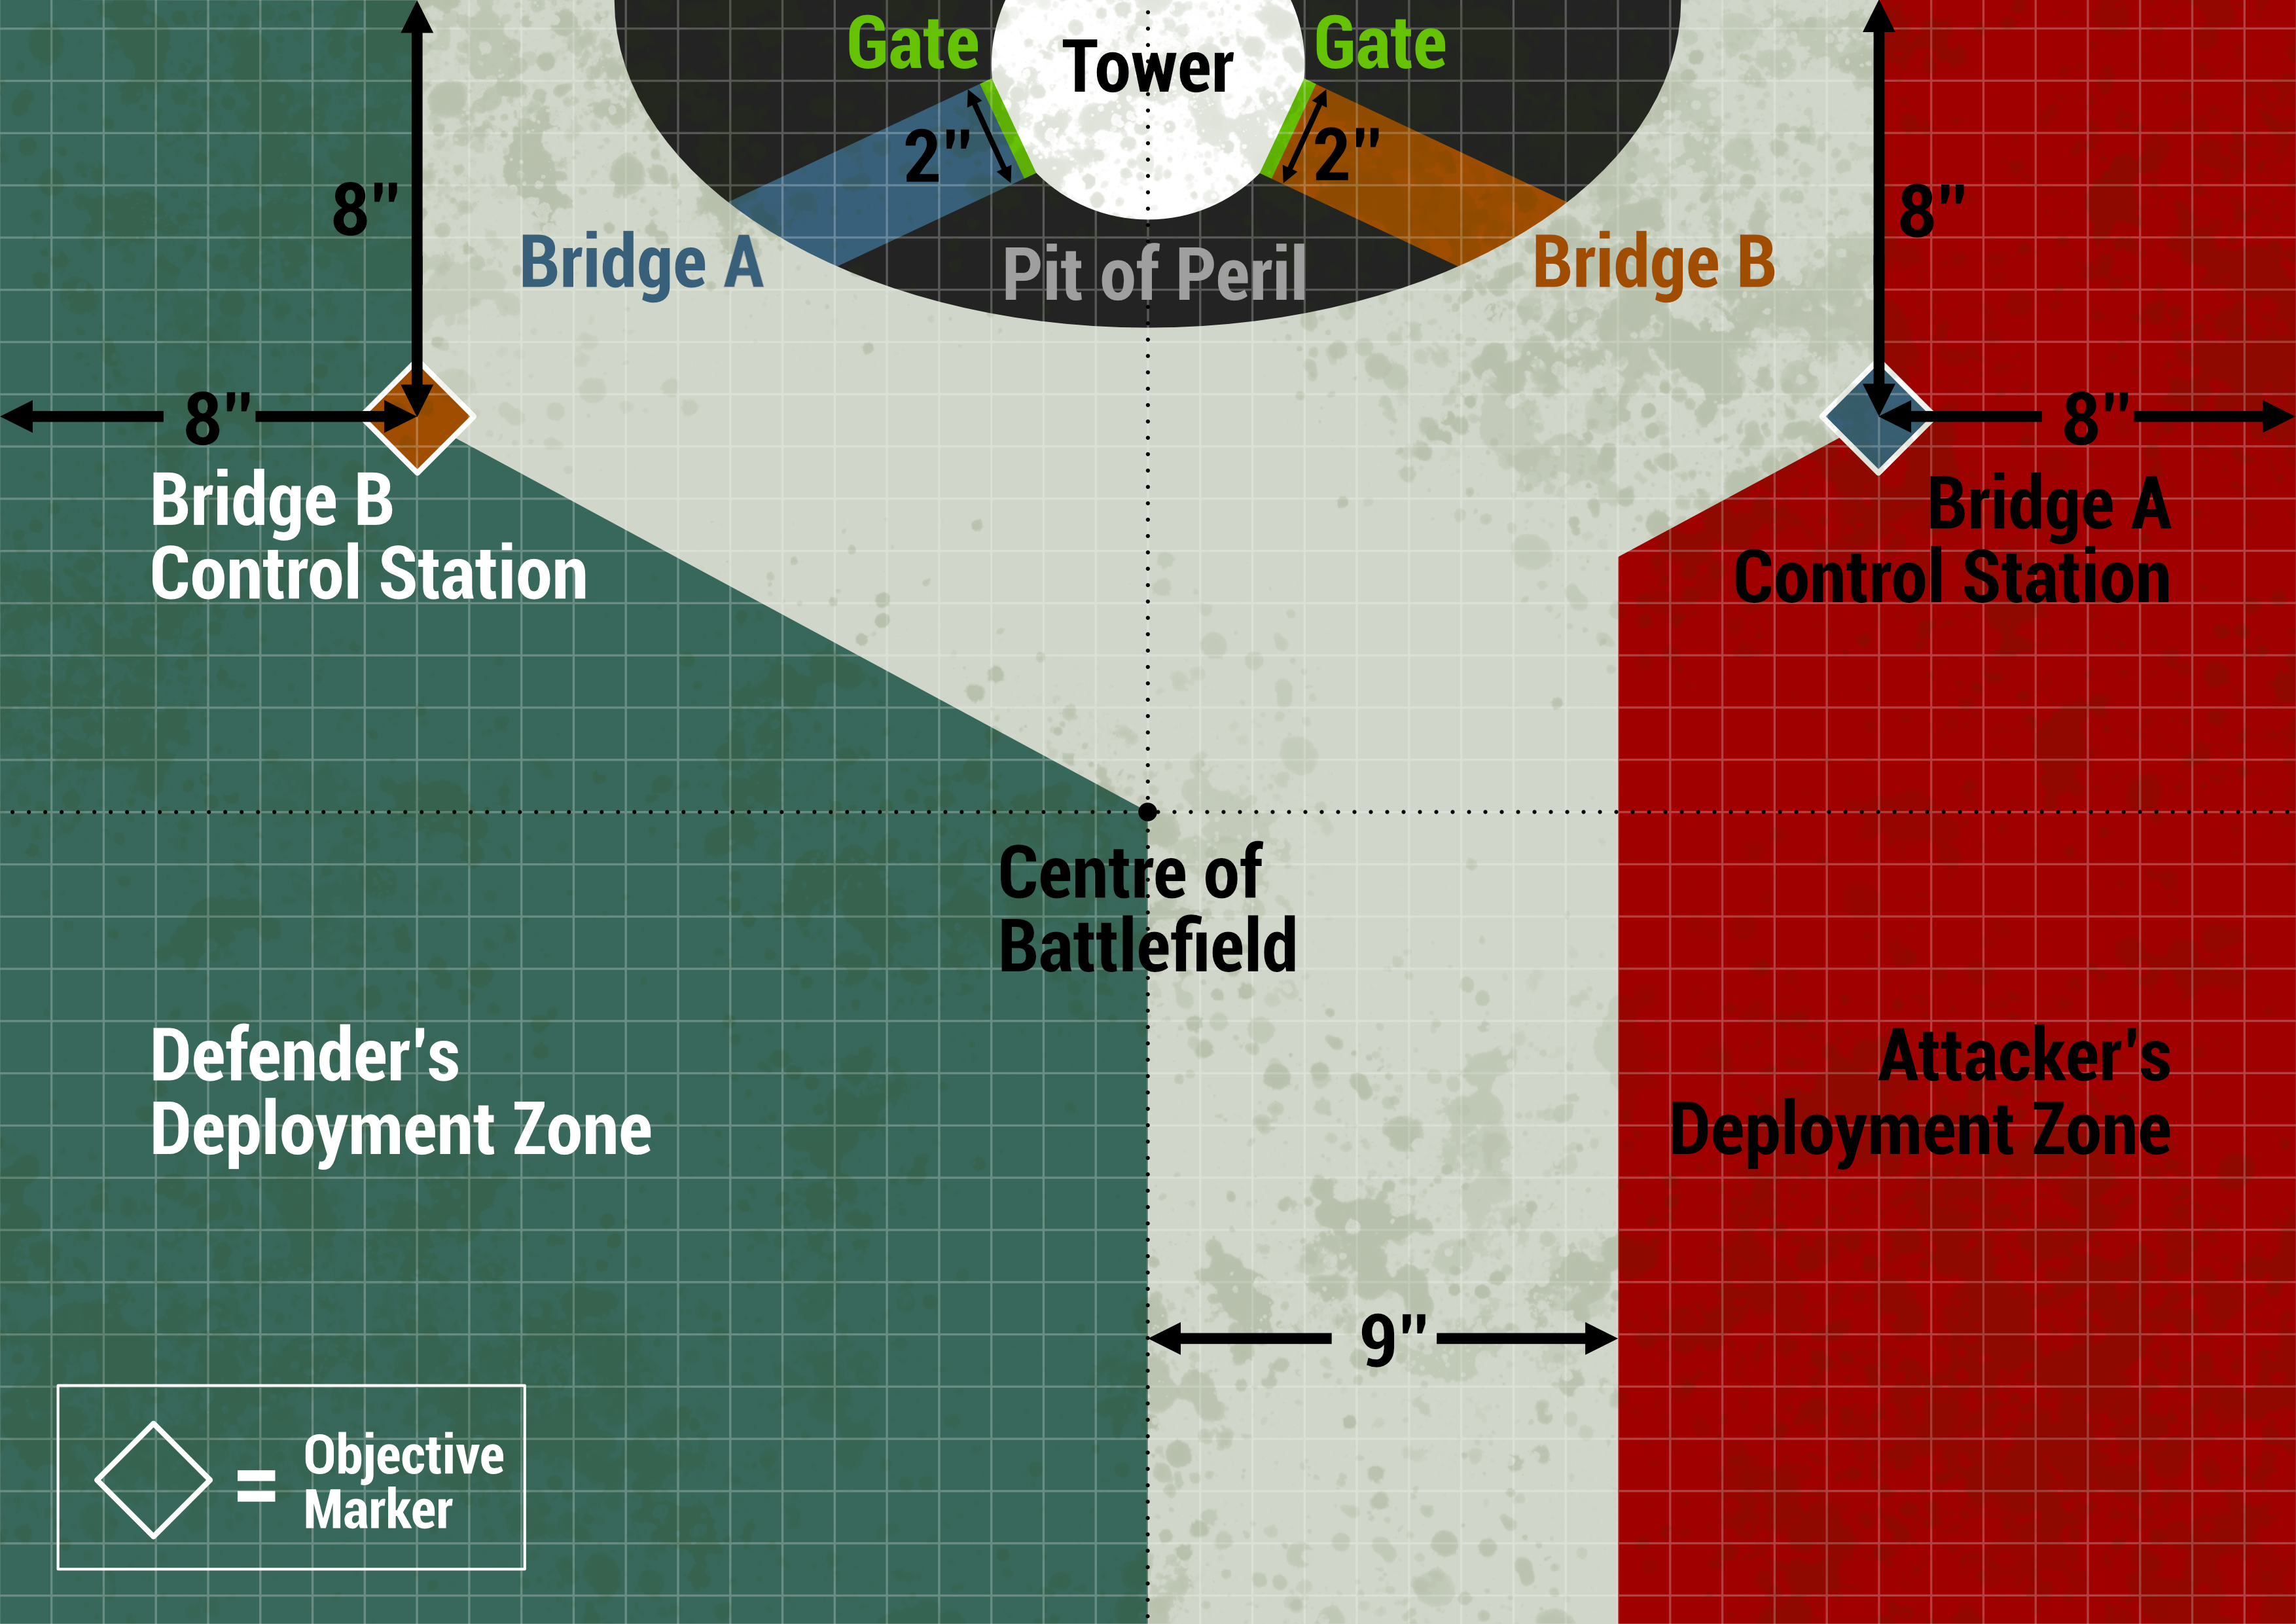 Gate
Tower
Gate
2"
2"
8"
8"
Bridge A
Pit of Peril
Bridge B
8"
8"
Bridge B
Control Station
Bridge A
Control Station
Centre of
Battlefield
Defender's
Deployment Zone
Attacker's
Deployment Zone
9"
=
Objective
Marker